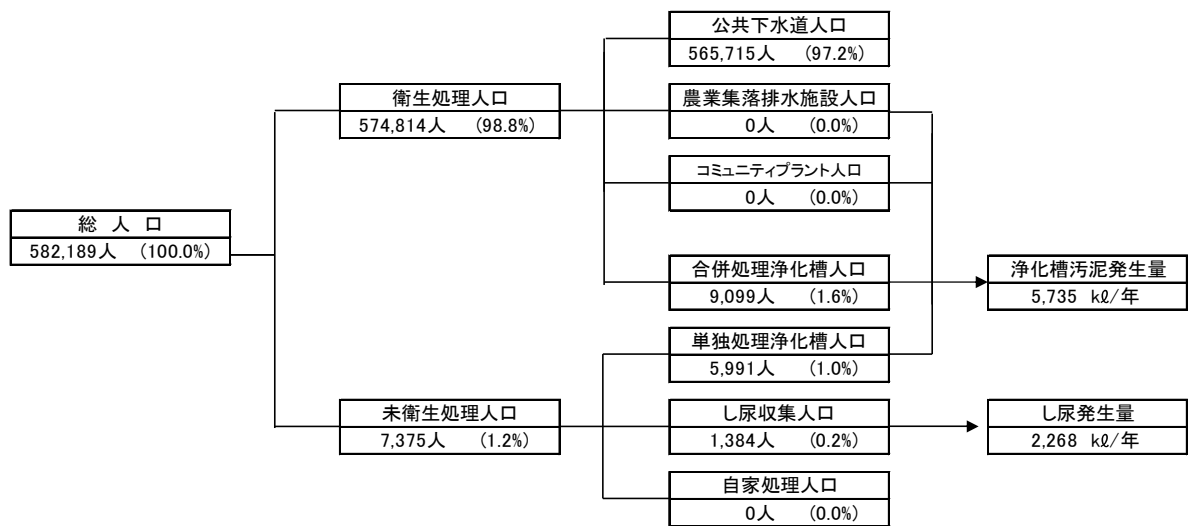 公共下水道人口
565,715人 (97.2%)
衛生処理人口
574,814人 (98.8%)
農業集落排水施設人口
0人 (0.0%)
コミュニティプラント人口
0人 (0.0%)
総 人 口
582,189人 (100.0%)
合併処理浄化槽人口
9,099人 (1.6%)
浄化槽汚泥発生量
5,735 kℓ/年
単独処理浄化槽人口
5,991人 (1.0%)
未衛生処理人口
7,375人 (1.2%)
し尿収集人口
1,384人 (0.2%)
し尿発生量
2,268 kℓ/年
自家処理人口
0人 (0.0%)